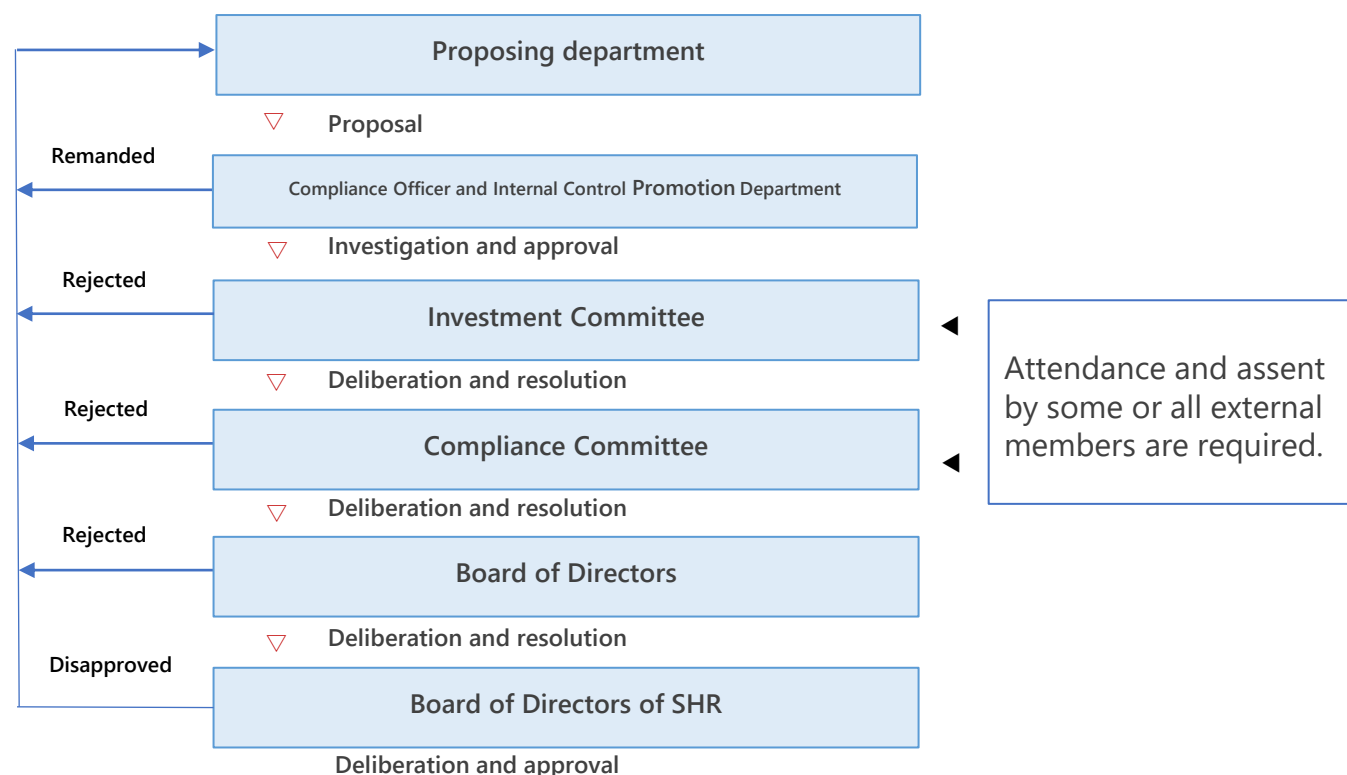 Proposing department
Proposal
Remanded
Compliance Officer and Internal Control Promotion Department
Investigation and approval
Rejected
Investment Committee
Attendance and assent
by some or all external
members are required.
Deliberation and resolution
Rejected
Compliance Committee
Deliberation and resolution
Rejected
Board of Directors
Deliberation and resolution
Disapproved
Board of Directors of SHR
Deliberation and approval